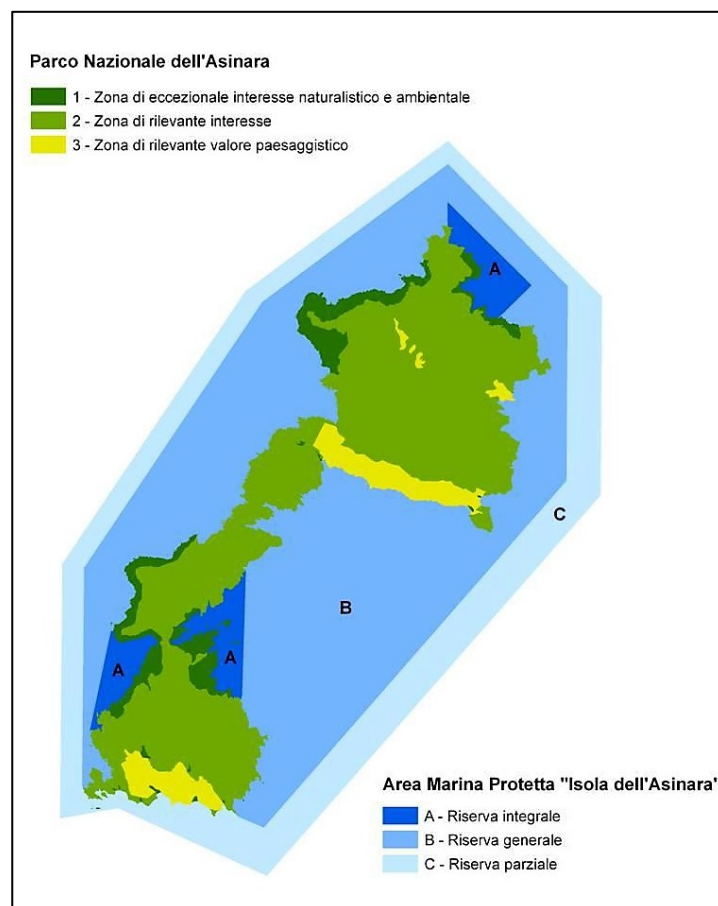 Parco Nazionale dell'Asinara
1 - Zona di eccezionale interesse naturalistico e ambientale
2 - Zona di rilevante interesse
3 - Zona di rilevante valore paesaggistico
A
C
B
A
A
Area Marina Protetta "Isola dell'Asinara"
A - Riserva integrale
B - Riserva generale
C - Riserva parziale